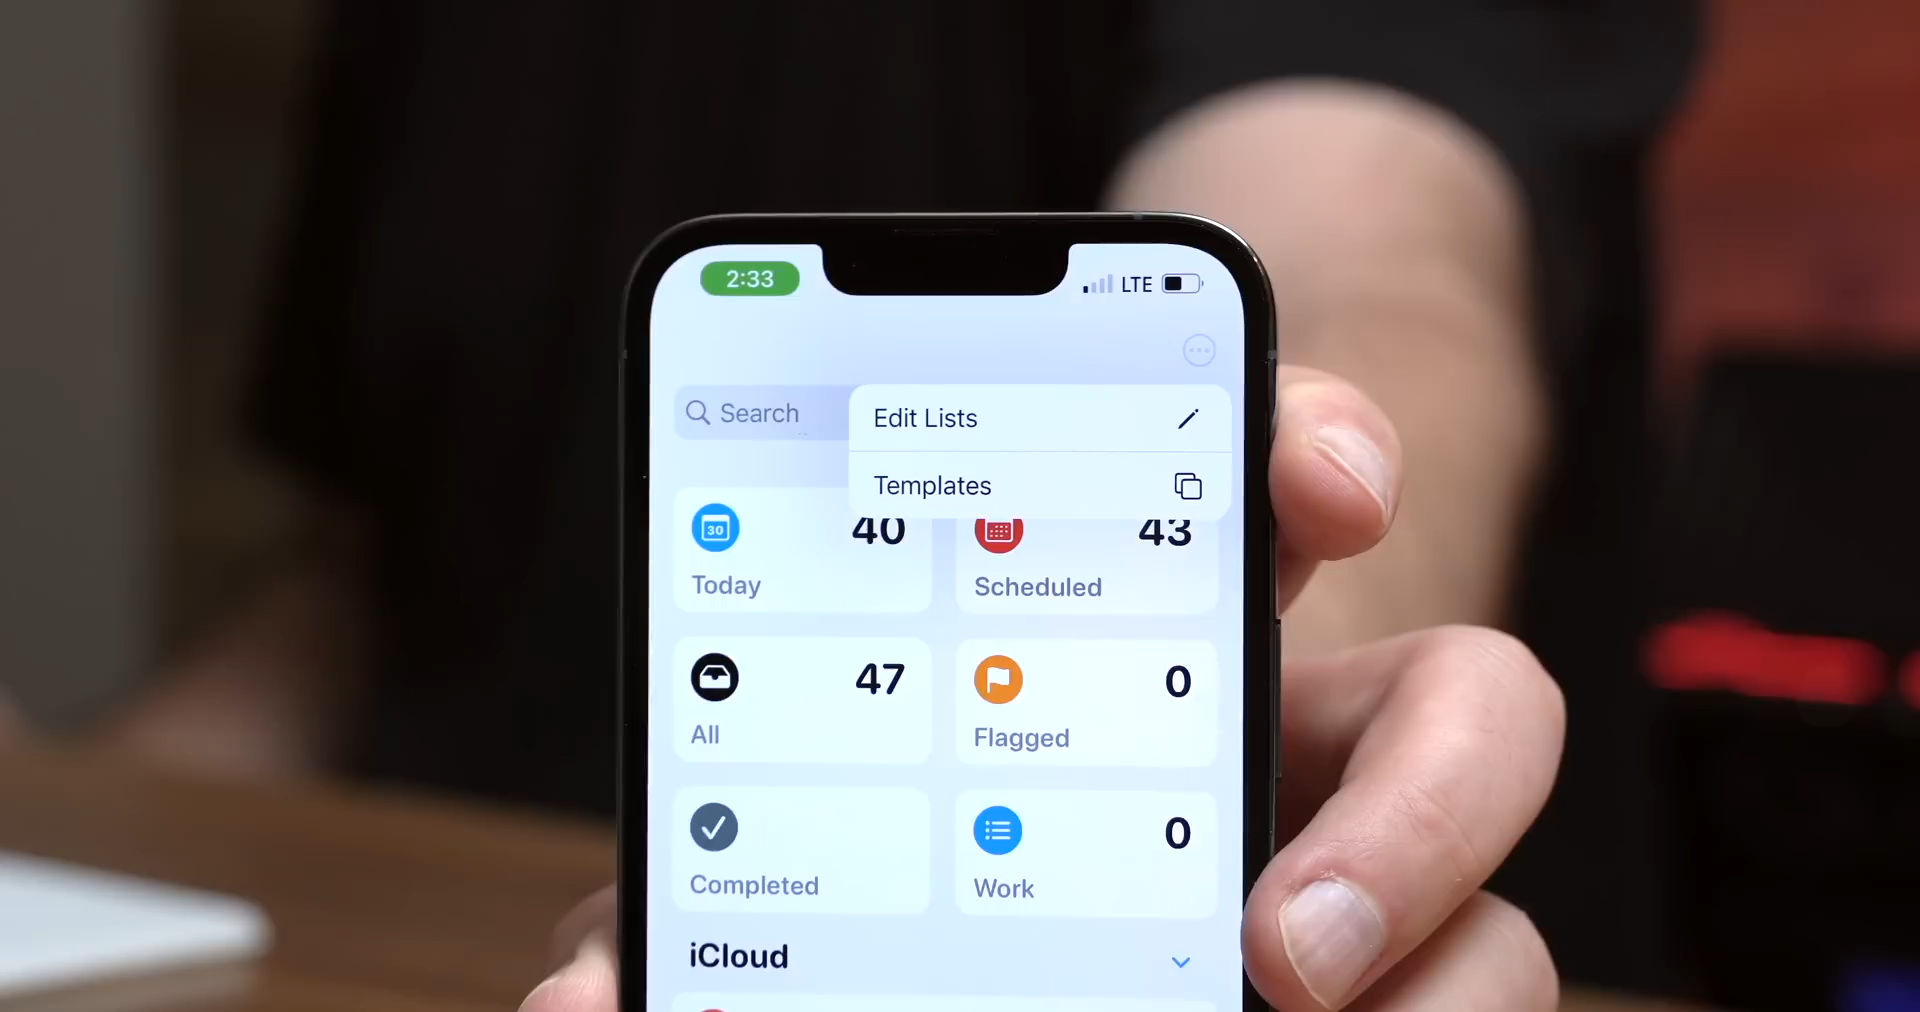 2:33
LTE
Search
Edit Lists
Templates
30
40
43
Today
Scheduled
47
0
All
Flagged
0
Completed
Work
iCloud